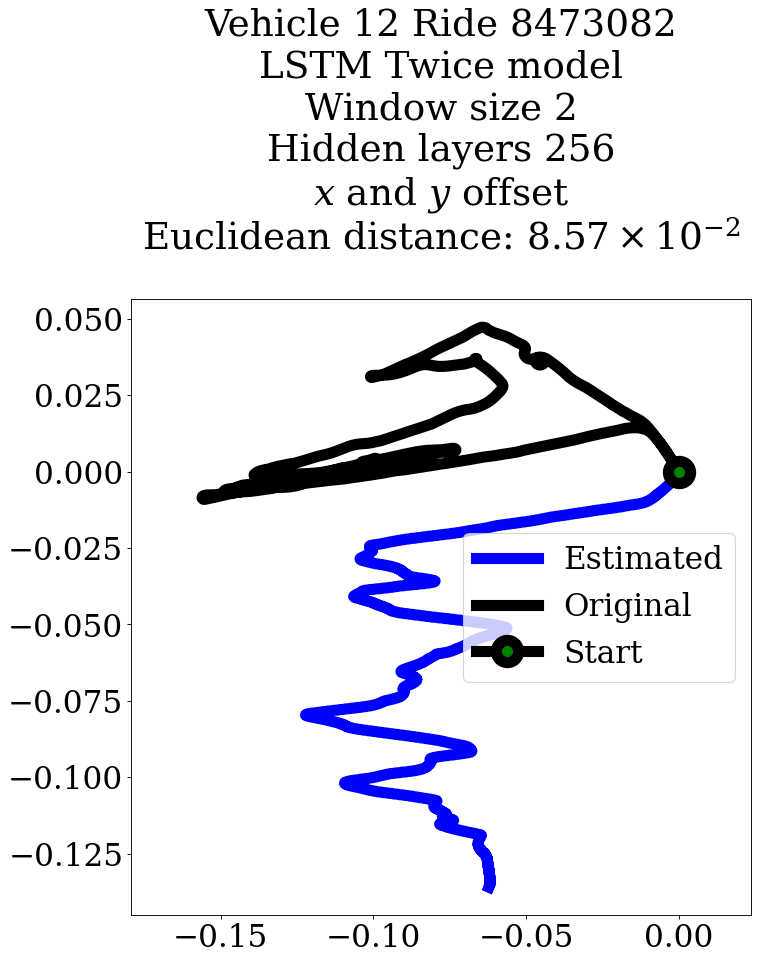 Vehicle 12 Ride 8473082
LSTM Twice model
Window size 2
Hidden layers 256
x and y offset
Euclidean distance: 8.57 × 10⁻²
0.050
0.025
0.000
−0.025
−0.050
−0.075
−0.100
−0.125
Estimated
Original
Start
−0.15 −0.10 −0.05 0.00